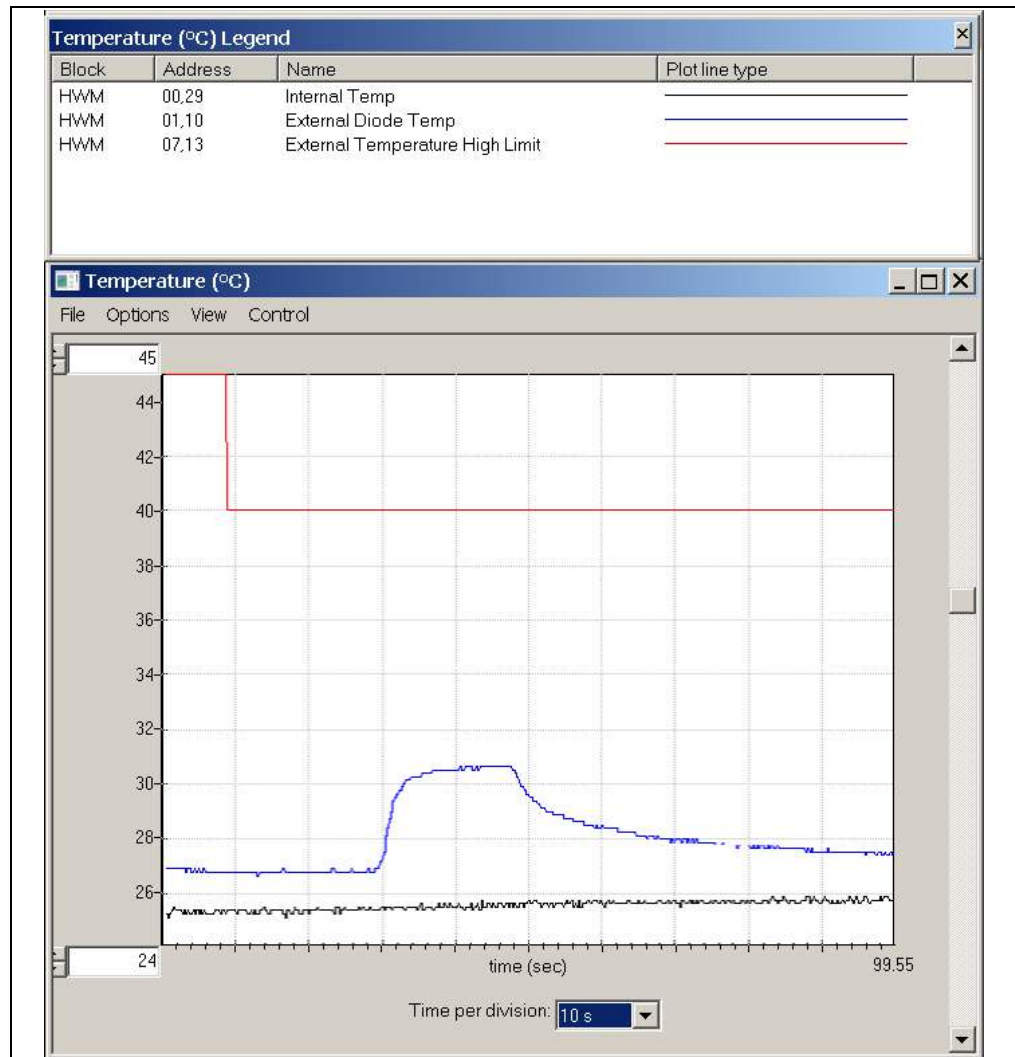 Temperature (°C) Legend
Block Address Name Plot line type
HWM 00,29 Internal Temp
HWM 01,10 External Diode Temp
HWM 07,13 External Temperature High Limit
Temperature (°C)
File Options View Control
45
44
42
40
38
36
34
32
30
28
26
24
time (sec) 99.55
Time per division: 10 s